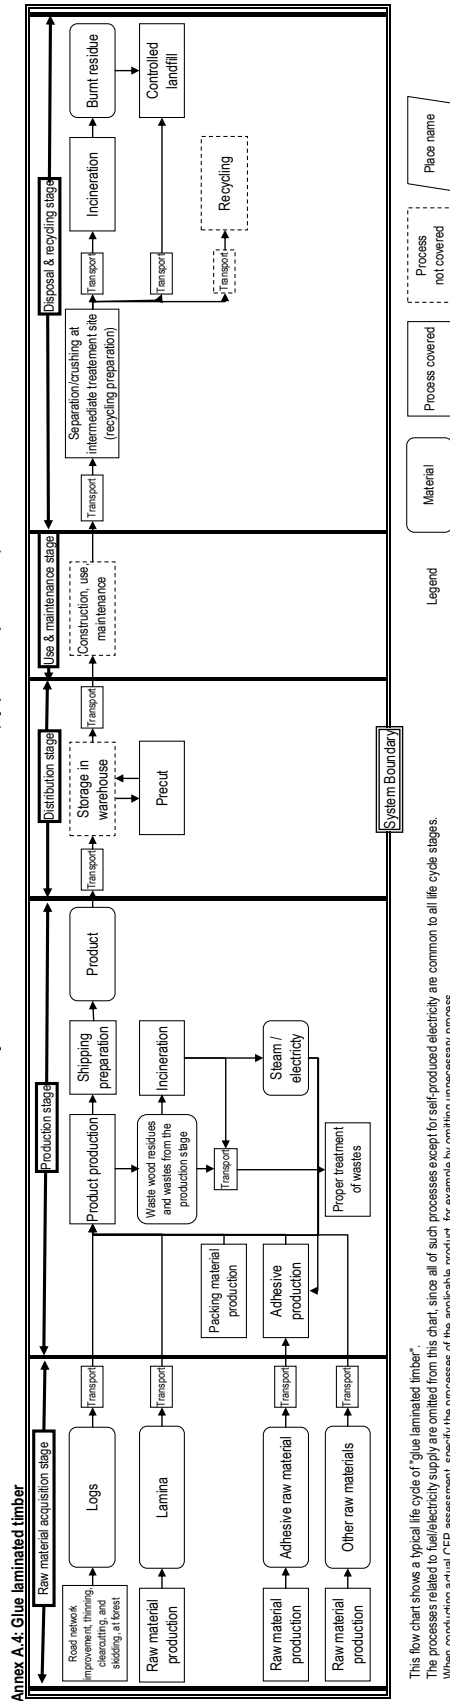 Annex A.4: Glue laminated timber
Raw material acquisition stage
Production stage
Distribution stage
Use & maintenance stage
Disposal & recycling stage
Road network
improvement, thinning,
clearcutting, and
skidding, at forest
Logs
Transport
Raw material
production
Lamina
Transport
Raw material
production
Adhesive raw material
Transport
Raw material
production
Other raw materials
Transport
Product production
Shipping
preparation
Product
Waste wood residues
and wastes from the
production stage
Incineration
Packing material
production
Transport
Adhesive
production
Steam /
electricity
Proper treatment
of wastes
Transport
Storage in
warehouse
Transport
Precut
Construction, use,
maintenance
Transport
Separation/crushing at
intermediate treatement site
(recycling preparation)
Transport
Incineration
Burnt residue
Transport
Controlled
landfill
Transport
Recycling
System Boundary
Legend
Material
Process covered
Process
not covered
Place name
This flow chart shows a typical life cycle of "glue laminated timber".
The processes related to fuel/electricity supply are omitted from this chart, since all of such processes except for self-produced electricity are common to all life cycle stages.
When conducting actual CFP assessment, specify the processes of the applicable product, for example by omitting unnecessary process.